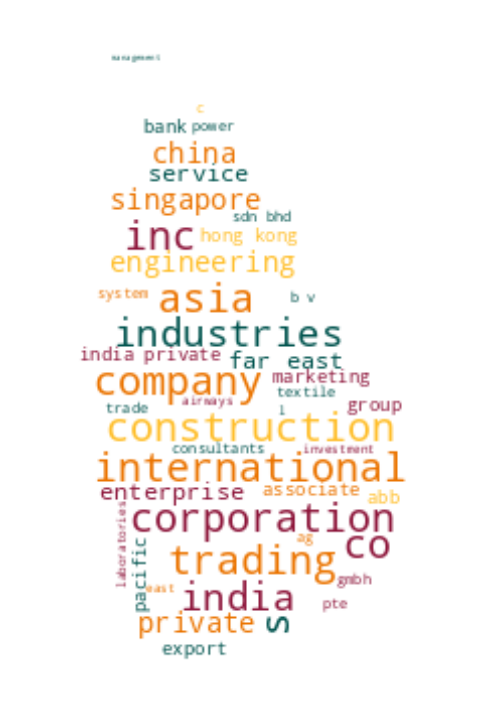 management
c
bank power
china
service
singapore
sdn bhd
inc hong kong
engineering
system asia b v
industries
india private far east
company marketing
textile
trade airways l group
construction
consultants investment
international
enterprise associate abb
laboratories corporation
ag co
pacific trading
east india gmbh
pte
private s
export